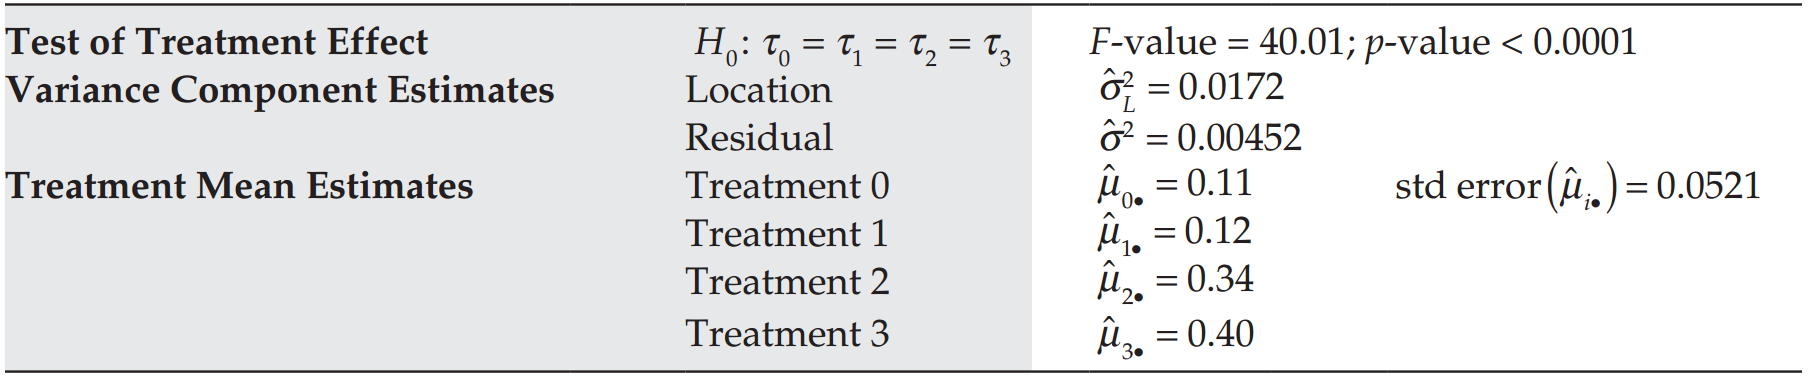 Test of Treatment Effect H₀: τ₀ = τ₁ = τ₂ = τ₃ F-value = 40.01; p-value < 0.0001
Variance Component Estimates Location σ̂²_L = 0.0172
Residual σ̂² = 0.00452
Treatment Mean Estimates Treatment 0 μ̂₀• = 0.11 std error(μ̂ᵢ•) = 0.0521
Treatment 1 μ̂₁• = 0.12
Treatment 2 μ̂₂• = 0.34
Treatment 3 μ̂₃• = 0.40